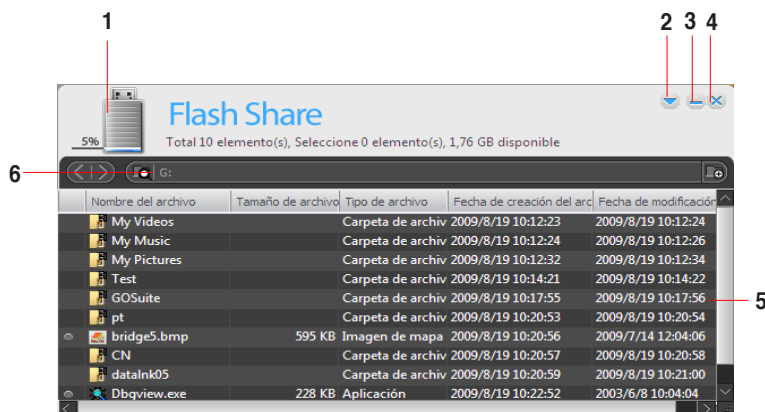 1 2 3 4
Flash Share
5% Total 10 elemento(s), Seleccione 0 elemento(s), 1,76 GB disponible
6 G:
Nombre del archivo Tamaño de archivo Tipo de archivo Fecha de creación del arc Fecha de modificación
My Videos Carpeta de archiv 2009/8/19 10:12:23 2009/8/19 10:12:24
My Music Carpeta de archiv 2009/8/19 10:12:24 2009/8/19 10:12:26
My Pictures Carpeta de archiv 2009/8/19 10:12:32 2009/8/19 10:12:34
Test Carpeta de archiv 2009/8/19 10:14:21 2009/8/19 10:14:22
GOSuite Carpeta de archiv 2009/8/19 10:17:55 2009/8/19 10:17:56 5
pt Carpeta de archiv 2009/8/19 10:20:53 2009/8/19 10:20:54
bridge5.bmp 595 KB Imagen de mapa 2009/8/19 10:20:56 2009/7/14 12:04:06
CN Carpeta de archiv 2009/8/19 10:20:57 2009/8/19 10:20:58
datalnk05 Carpeta de archiv 2009/8/19 10:20:59 2009/8/19 10:21:00
Dbgview.exe 228 KB Aplicación 2009/8/19 10:22:52 2003/6/8 10:04:04